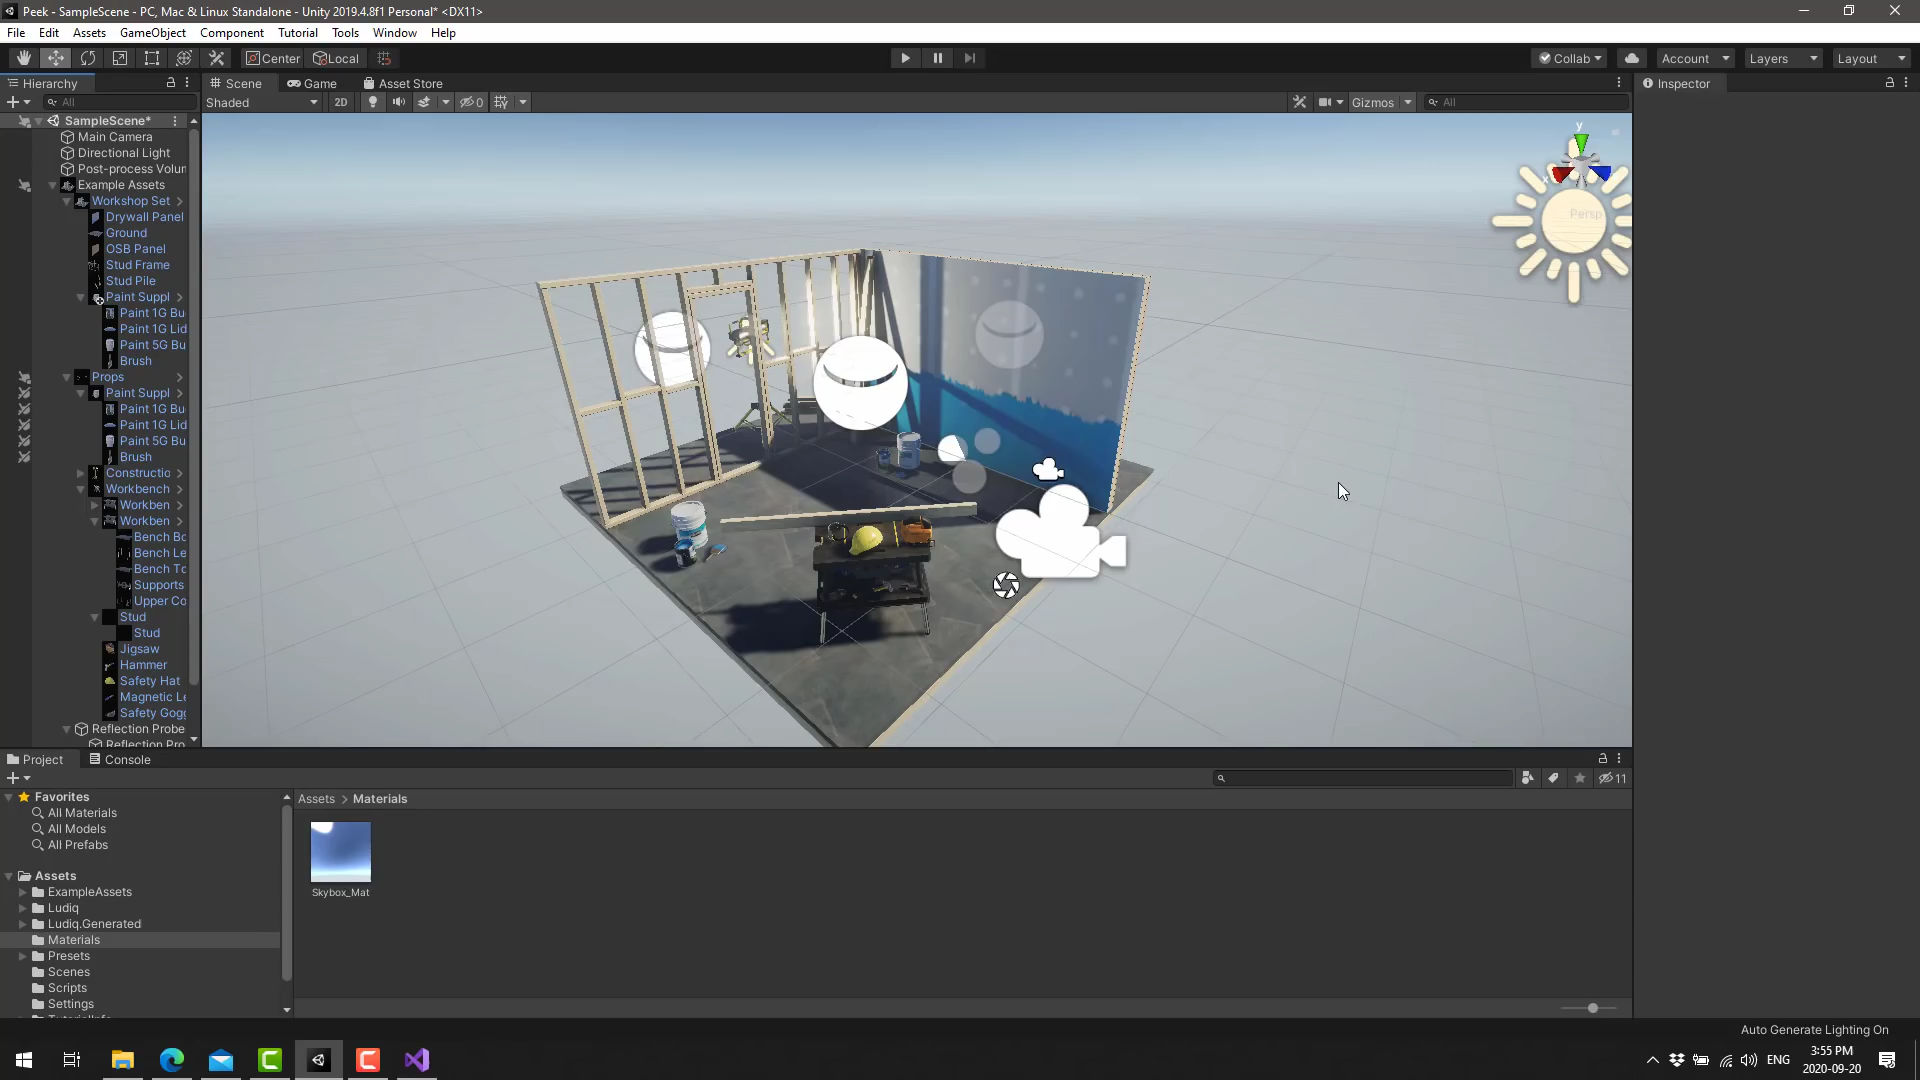 Peek - SampleScene - PC, Mac & Linux Standalone - Unity 2019.4.8f1 Personal* <DX11>
File Edit Assets GameObject Component Tools Tutorial Window Help
Center Local Collab Account Layers Layout
Hierarchy
All
SampleScene*
Main Camera
Directional Light
Post-process Volun
Example Assets
Workshop Set
Drywall Panel
Ground
OSB Panel
Stud Frame
Stud Pile
Paint Suppl
Paint 1G Bu
Paint 1G Lid
Paint 5G Bu
Brush
Props
Paint Suppl
Paint 1G Bu
Paint 1G Lid
Paint 5G Bu
Brush
Constructio
Workbench
Workben
Workben
Bench Bo
Bench Le
Bench To
Supports
Upper Co
Stud
Stud
Jigsaw
Hammer
Safety Hat
Magnetic Le
Safety Gogg
Reflection Probe
Reflection Pro
Scene Game Asset Store
Shaded 2D 0 Gizmos All
y
x
Persp
Inspector
Project Console
11
Favorites
All Materials
All Models
All Prefabs
Assets
ExampleAssets
Ludiq
Ludiq.Generated
Materials
Presets
Scenes
Scripts
Settings
Assets > Materials
Skybox_Mat
Auto Generate Lighting On
ENG
3:55 PM
2020-09-20